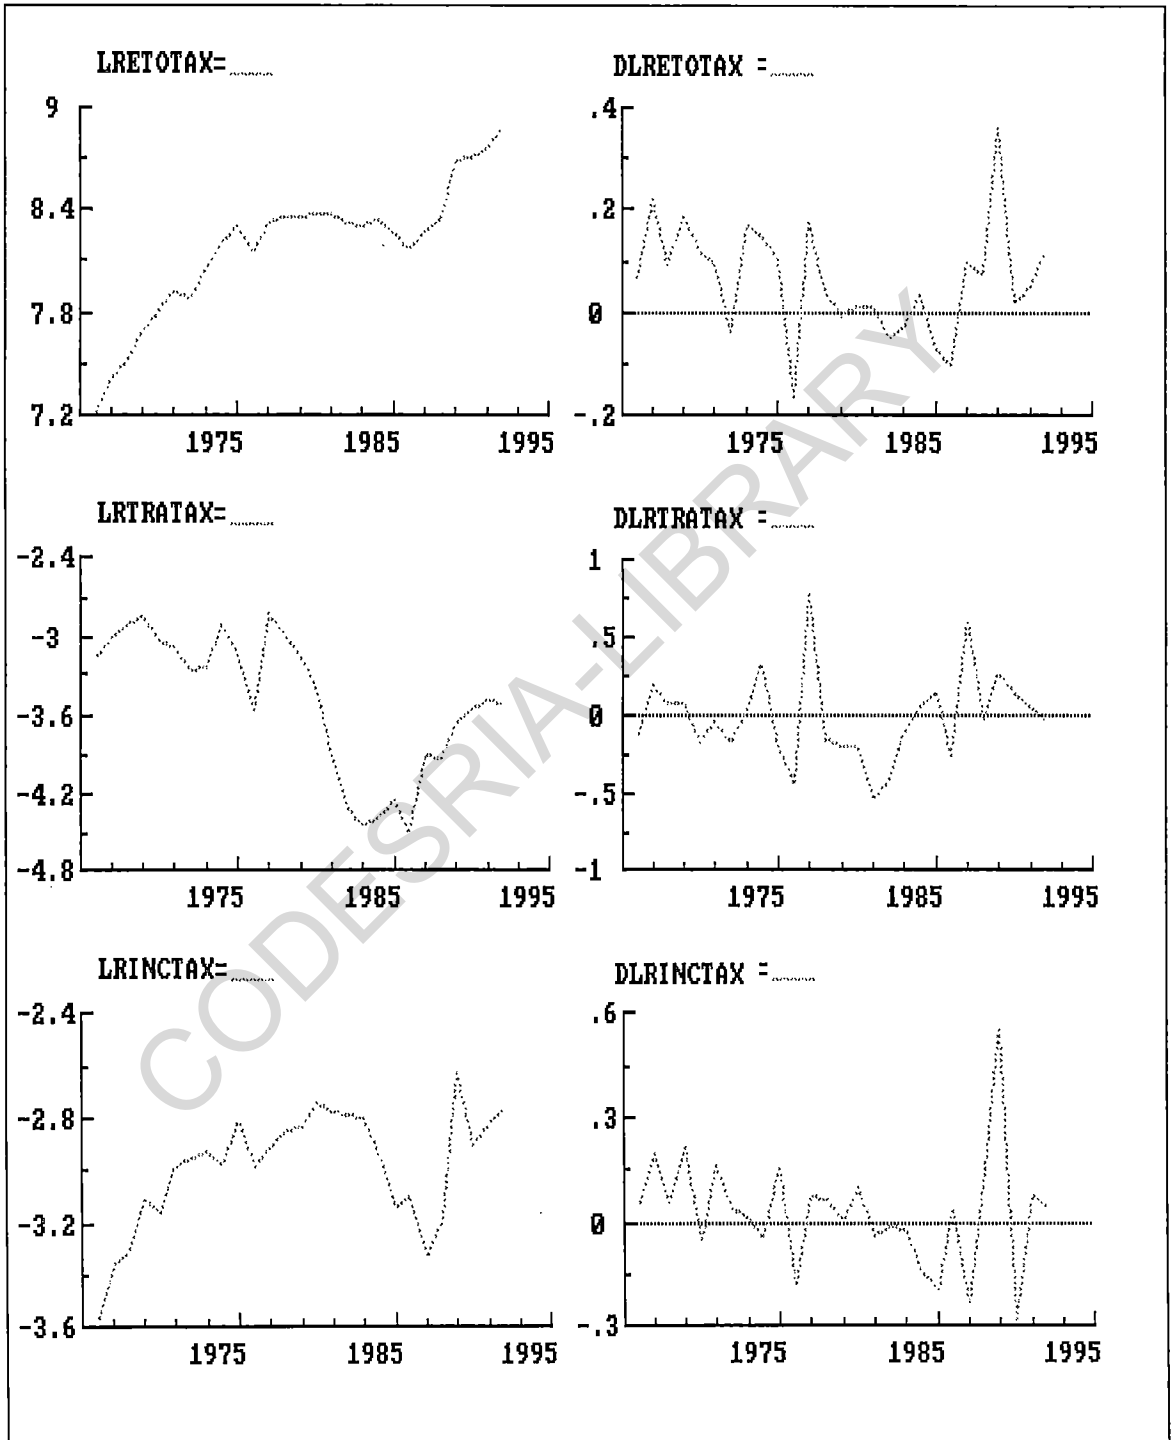 LRETOTAX=
9
8.4
7.8
7.2
1975 1985 1995
DLRETOTAX =
.4
.2
0
-.2
1975 1985 1995
LRTRATAX=
-2.4
-3
-3.6
-4.2
-4.8
1975 1985 1995
DLRTRATAX =
1
.5
0
-.5
-1
1975 1985 1995
LRINCTAX=
-2.4
-2.8
-3.2
-3.6
1975 1985 1995
DLRINCTAX =
.6
.3
0
-.3
1975 1985 1995
CODESRIA-LIBRARY